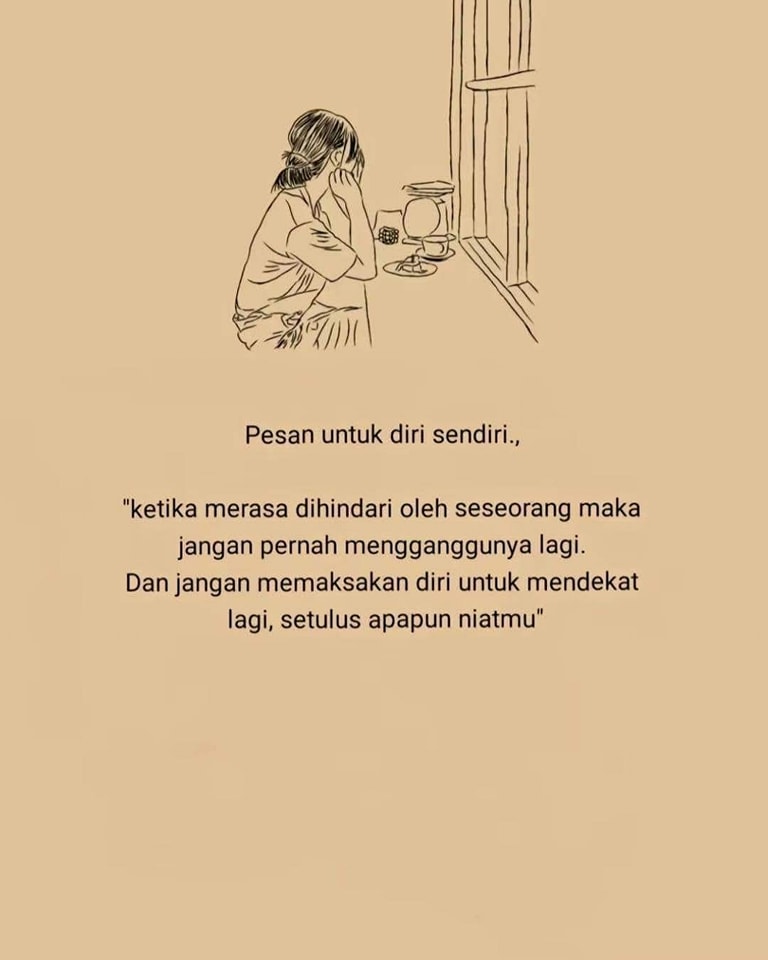 Pesan untuk diri sendiri.,
"ketika merasa dihindari oleh seseorang maka
jangan pernah mengganggunya lagi.
Dan jangan memaksakan diri untuk mendekat
lagi, setulus apapun niatmu"